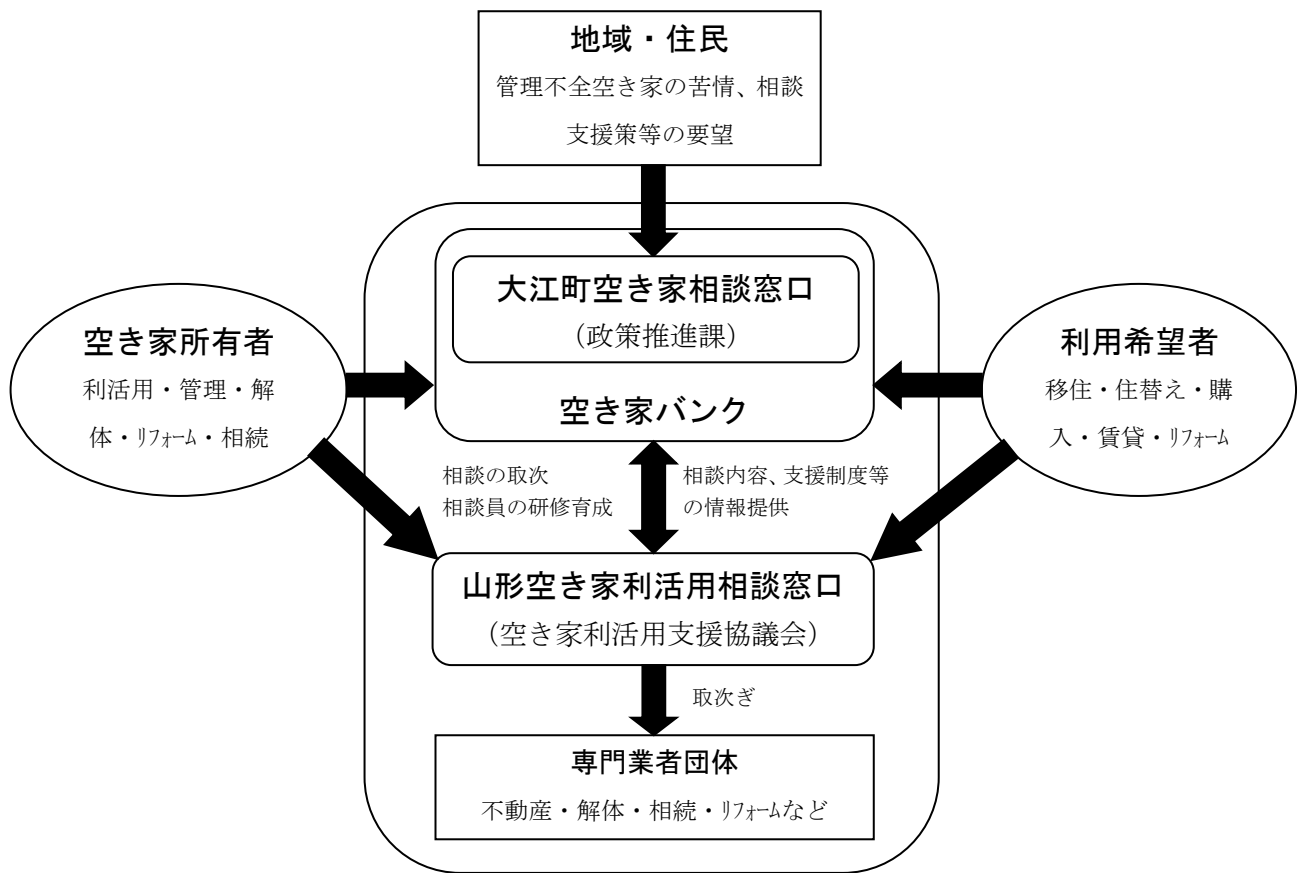 地域・住民
管理不全空き家の苦情、相談
支援策等の要望
大江町空き家相談窓口
（政策推進課）
空き家バンク
空き家所有者
利活用・管理・解
体・ﾘﾌｫｰﾑ・相続
利用希望者
移住・住替え・購
入・賃貸・ﾘﾌｫｰﾑ
相談の取次
相談員の研修育成
相談内容、支援制度等
の情報提供
山形空き家利活用相談窓口
（空き家利活用支援協議会）
取次ぎ
専門業者団体
不動産・解体・相続・ﾘﾌｫｰﾑなど